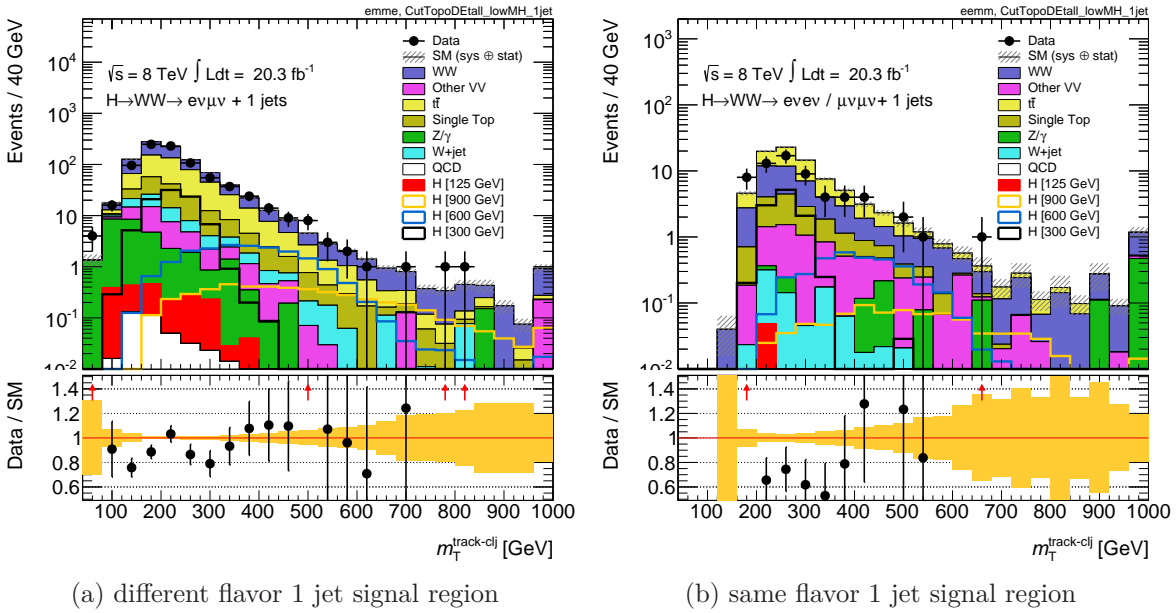 emme, CutTopoDEtall_lowMH_1jet
Events / 40 GeV
10³
10²
10
1
10⁻¹
10⁻²
√s = 8 TeV ∫ Ldt = 20.3 fb⁻¹
H→WW→ eνμν + 1 jets
Data
SM (sys ⊕ stat)
WW
Other VV
tt̄
Single Top
Z/γ
W+jet
QCD
H [125 GeV]
H [900 GeV]
H [600 GeV]
H [300 GeV]
Data / SM
1.4
1.2
1
0.8
0.6
100 200 300 400 500 600 700 800 900 1000
m_T^track-clj [GeV]
(a) different flavor 1 jet signal region
eemm, CutTopoDEtall_lowMH_1jet
Events / 40 GeV
10³
10²
10
1
10⁻¹
10⁻²
√s = 8 TeV ∫ Ldt = 20.3 fb⁻¹
H→WW→ eνeν / μνμν+ 1 jets
Data
SM (sys ⊕ stat)
WW
Other VV
tt̄
Single Top
Z/γ
W+jet
QCD
H [125 GeV]
H [900 GeV]
H [600 GeV]
H [300 GeV]
Data / SM
1.4
1.2
1
0.8
0.6
100 200 300 400 500 600 700 800 900 1000
m_T^track-clj [GeV]
(b) same flavor 1 jet signal region